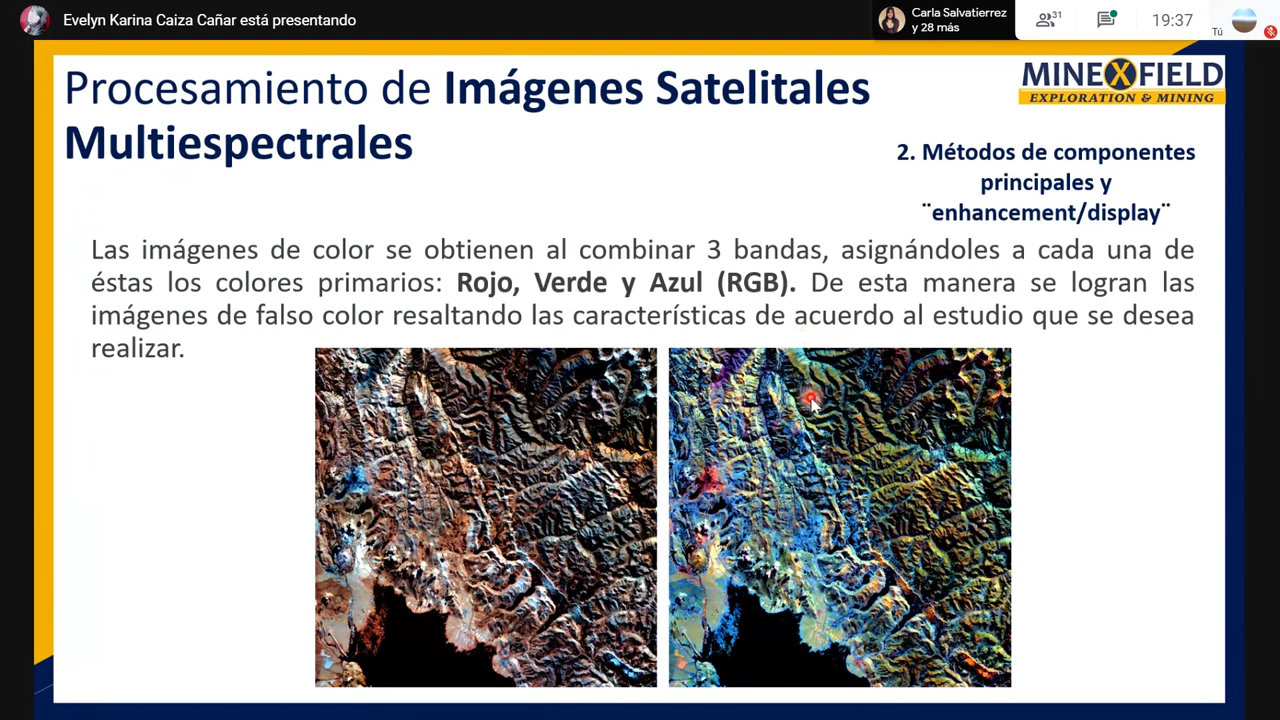 Evelyn Karina Caiza Cañar está presentando
Carla Salvatierrez
y 28 más
31
19:37
Tú
Procesamiento de Imágenes Satelitales
Multiespectrales
MINEXFIELD
EXPLORATION & MINING
2. Métodos de componentes
principales y
¨enhancement/display¨
Las imágenes de color se obtienen al combinar 3 bandas, asignándoles a cada una de
éstas los colores primarios: Rojo, Verde y Azul (RGB). De esta manera se logran las
imágenes de falso color resaltando las características de acuerdo al estudio que se desea
realizar.